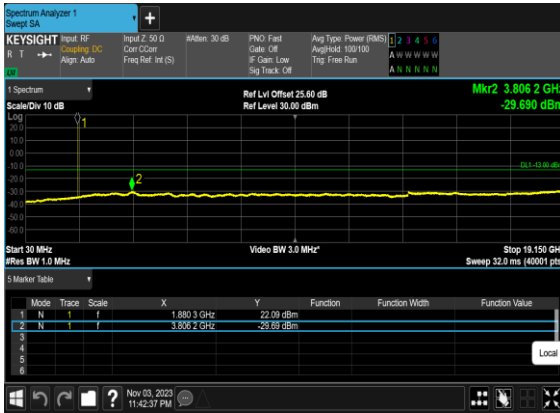 Spectrum Analyzer 1
Swept SA
+
KEYSIGHT
R T
Input: RF
Coupling: DC
Align: Auto
Input Z: 50 Ω
Corr CCorr
Freq Ref: Int (S)
#Atten: 30 dB
PNO: Fast
Gate: Off
IF Gain: Low
Sig Track: Off
Avg Type: Power (RMS)
Avg|Hold: 100/100
Trig: Free Run
1 2 3 4 5 6
A W W W W W
A N N N N N
1 Spectrum
Scale/Div 10 dB
Ref Lvl Offset 25.60 dB
Ref Level 30.00 dBm
Mkr2 3.806 2 GHz
-29.690 dBm
Log
20.0
10.0
0.00
-10.0
-20.0
-30.0
-40.0
-50.0
-60.0
1
2
DL1 -13.00 dBm
Start 30 MHz
#Res BW 1.0 MHz
Video BW 3.0 MHz*
Stop 19.150 GH
Sweep 32.0 ms (40001 pts
5 Marker Table
Mode Trace Scale X Y Function Function Width Function Value
1 N 1 f 1.880 3 GHz 22.09 dBm
2 N 1 f 3.806 2 GHz -29.69 dBm
3
4
5
6
Local
?
Nov 03, 2023
11:42:37 PM